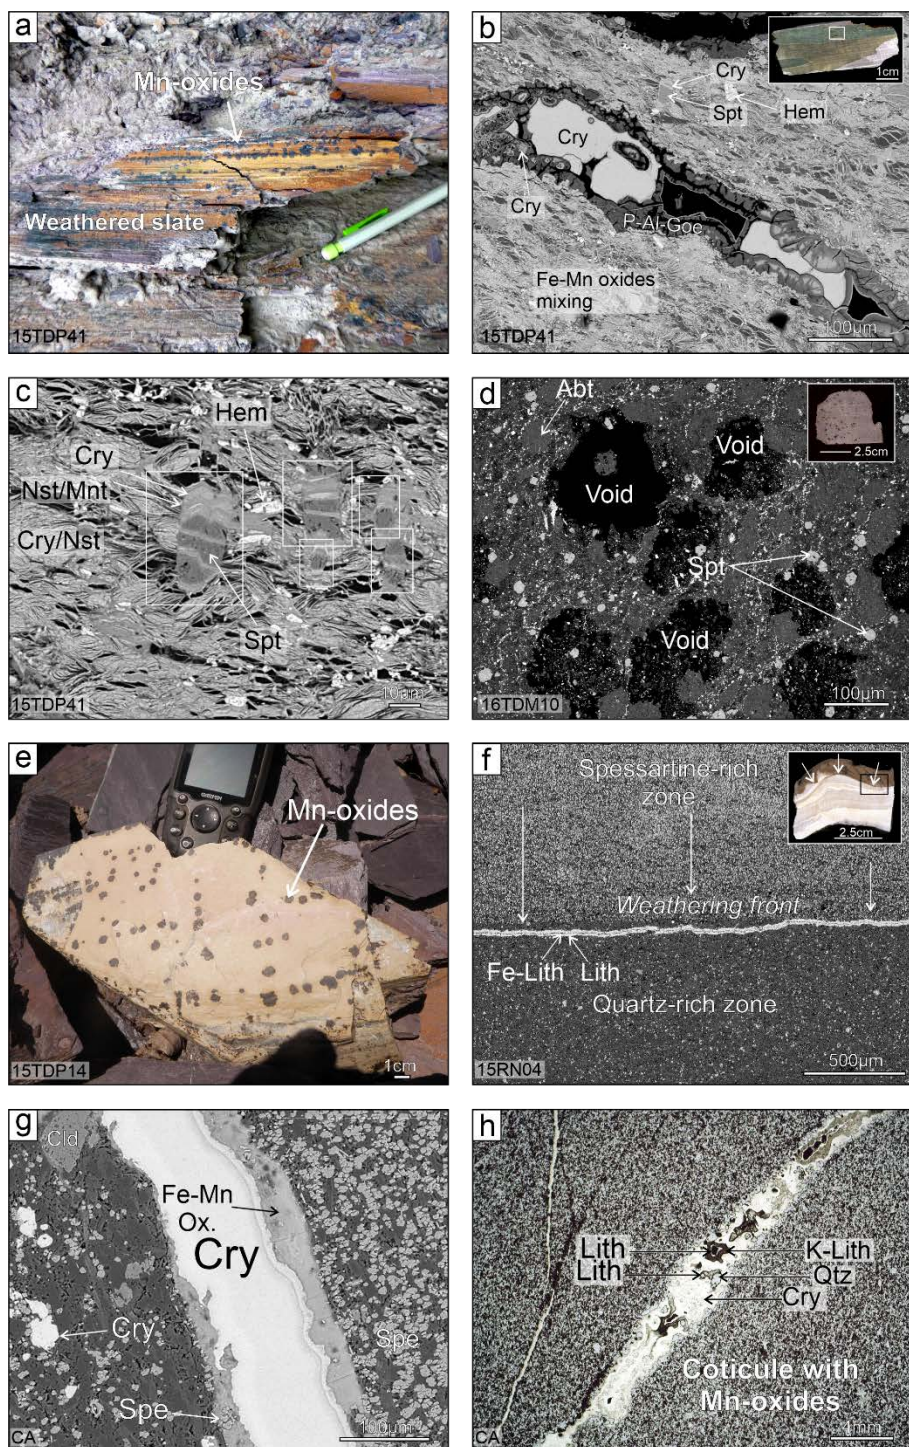 a
Mn-oxides
Weathered slate
15TDP41
b
1cm
Cry
Spt
Hem
Cry
Cry
P-Al-Goe
Fe-Mn oxides
mixing
100µm
15TDP41
c
Hem
Cry
Nst/Mnt
Cry/Nst
Spt
10µm
15TDP41
d
Abt
2.5cm
Void
Void
Void
Spt
Void
100µm
16TDM10
e
Mn-oxides
1cm
15TDP14
f
Spessartine-rich
zone
2.5cm
Weathering front
Fe-Lith
Lith
Quartz-rich zone
500µm
15RN04
g
Cld
Fe-Mn
Ox.
Cry
Cry
Spe
Spe
100µm
CA
h
Lith
K-Lith
Lith
Qtz
Cry
Coticule with
Mn-oxides
1mm
CA